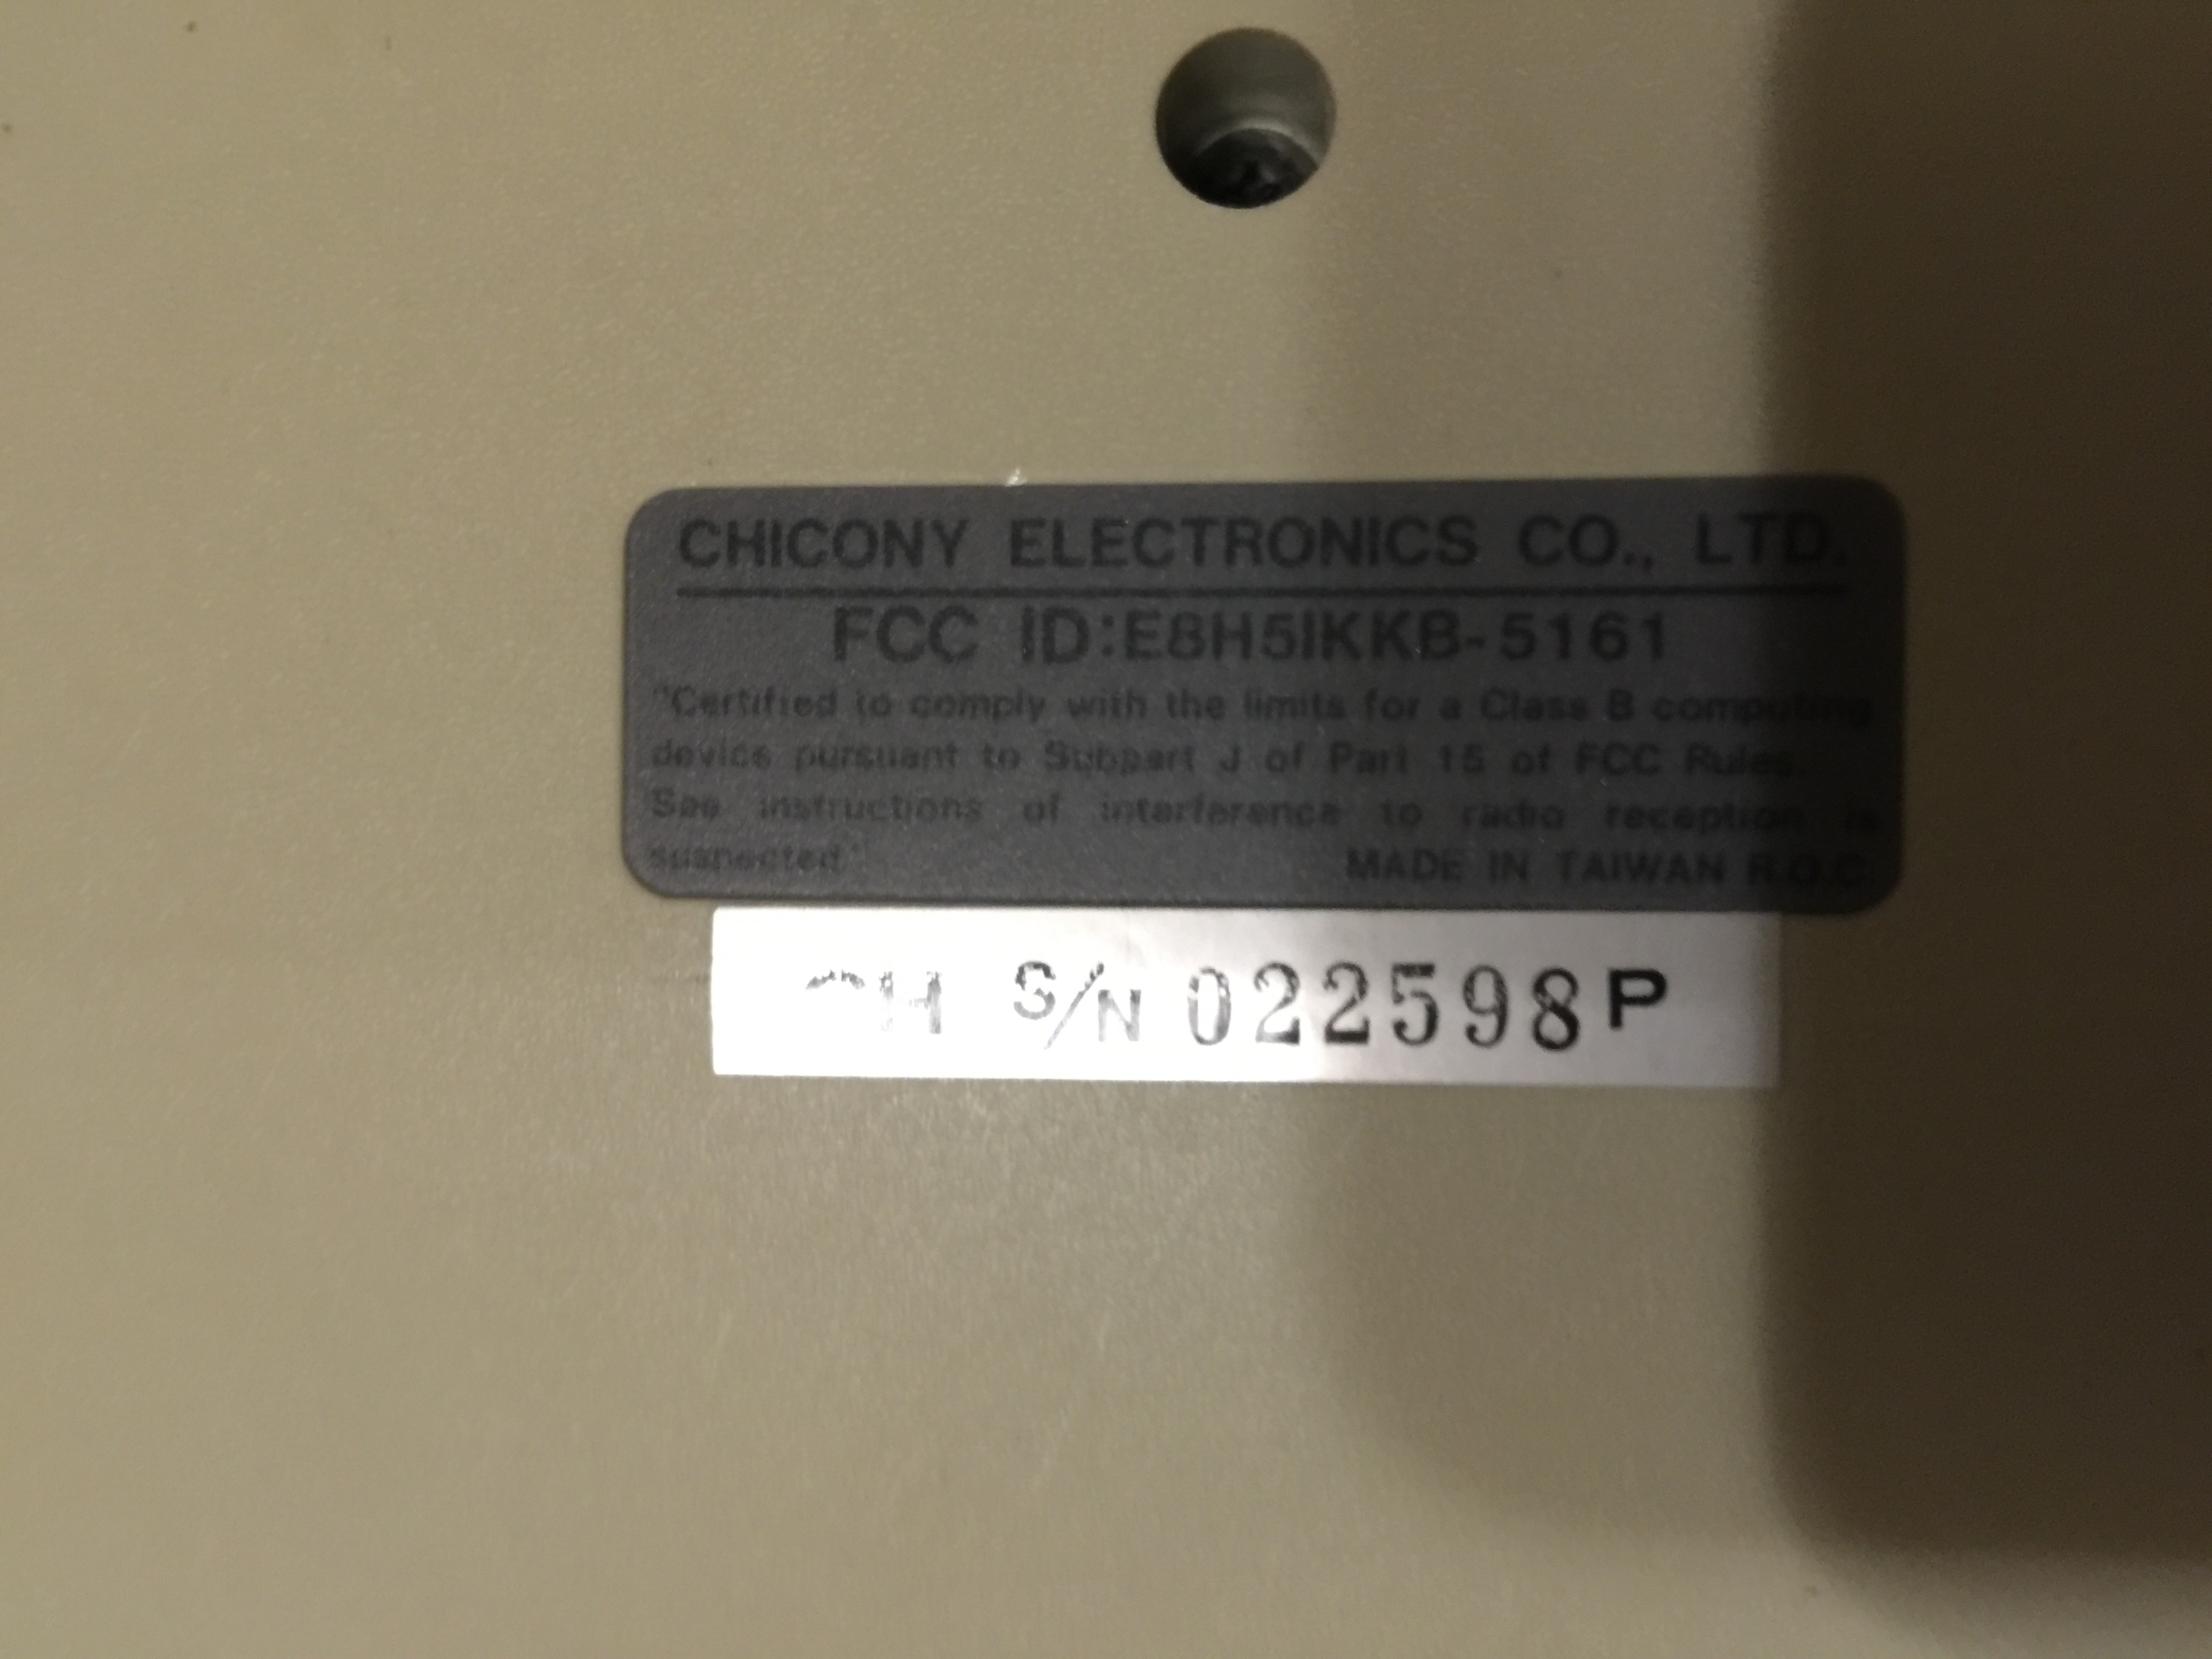 CHICONY ELECTRONICS CO., LTD.
FCC ID:E8H5IKKB-5161
"Certified to comply with the limits for a Class B computing
device pursuant to Subpart J of Part 15 of FCC Rules.
See instructions of interference to radio reception is
suspected"
MADE IN TAIWAN R.O.C.
CH S/N 022598 P